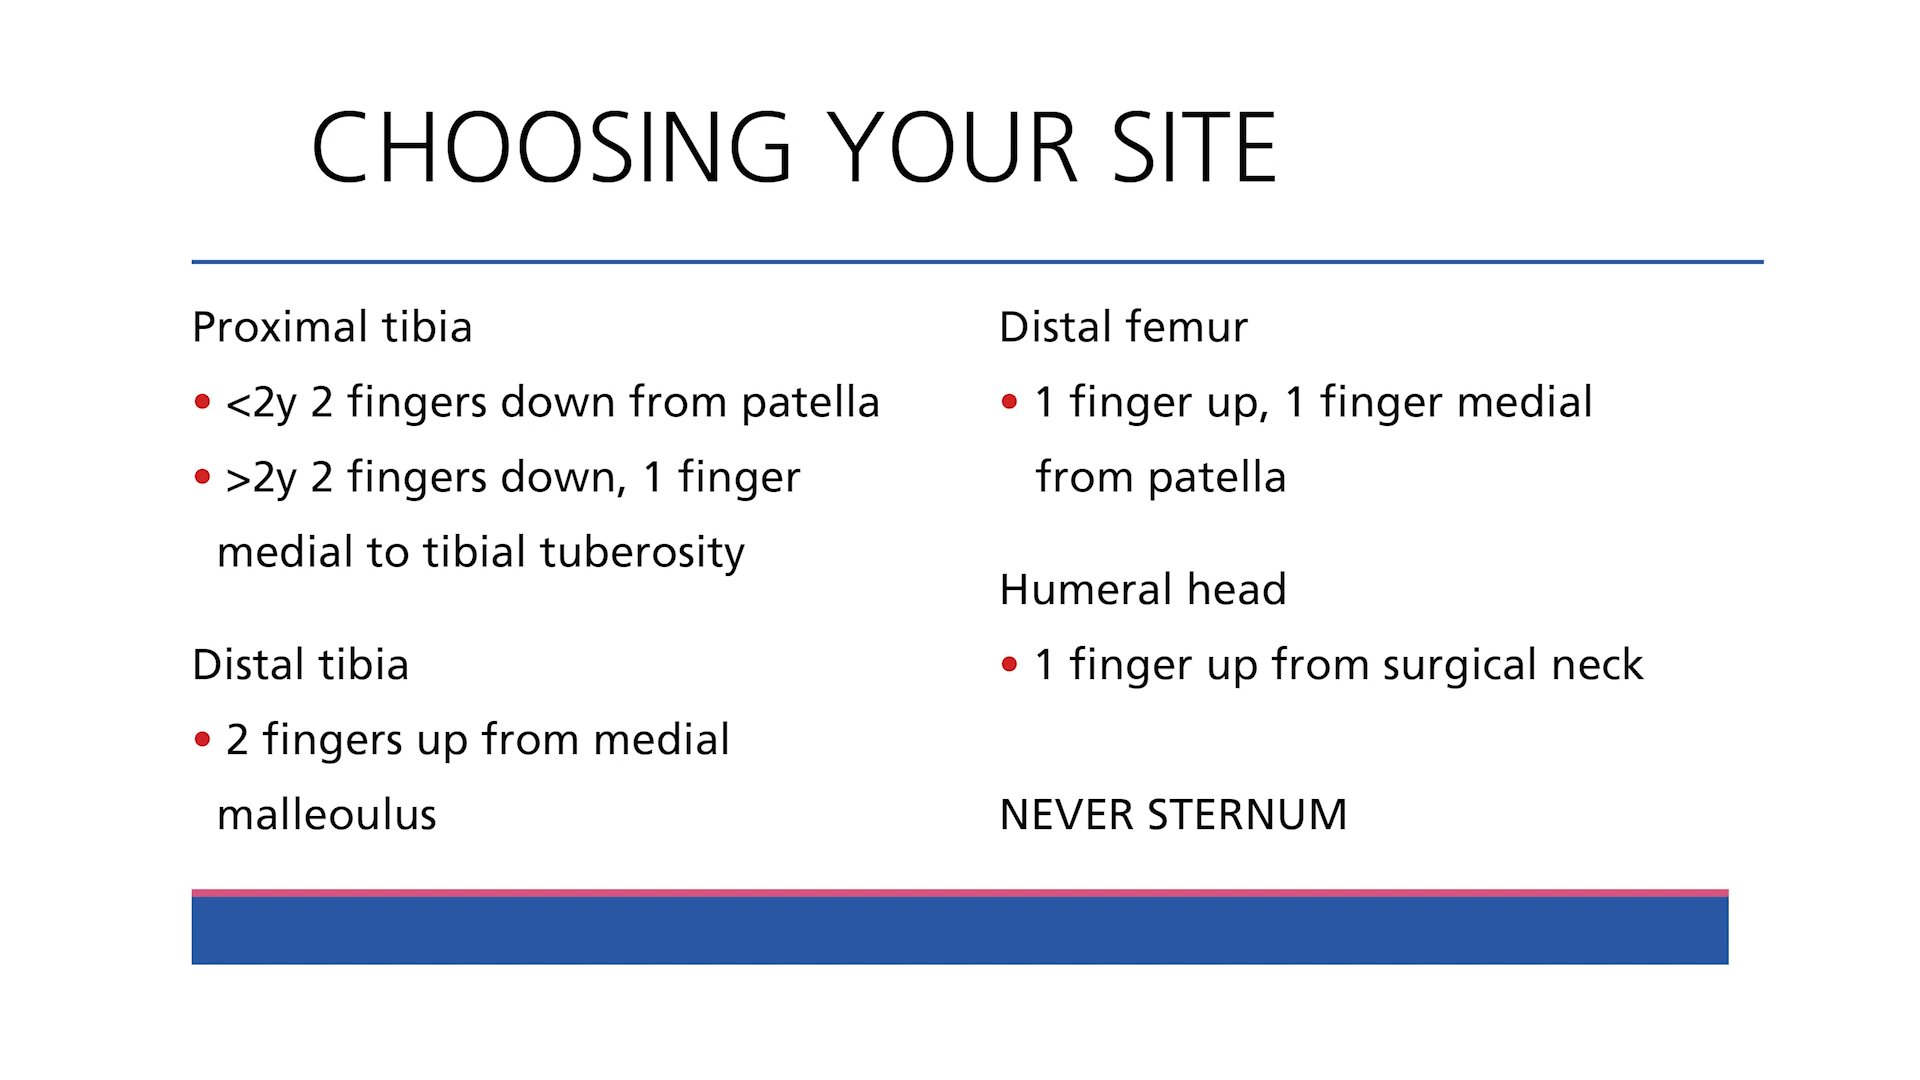 CHOOSING YOUR SITE
Proximal tibia
• <2y 2 fingers down from patella
• >2y 2 fingers down, 1 finger
medial to tibial tuberosity
Distal tibia
• 2 fingers up from medial
malleoulus
Distal femur
• 1 finger up, 1 finger medial
from patella
Humeral head
• 1 finger up from surgical neck
NEVER STERNUM